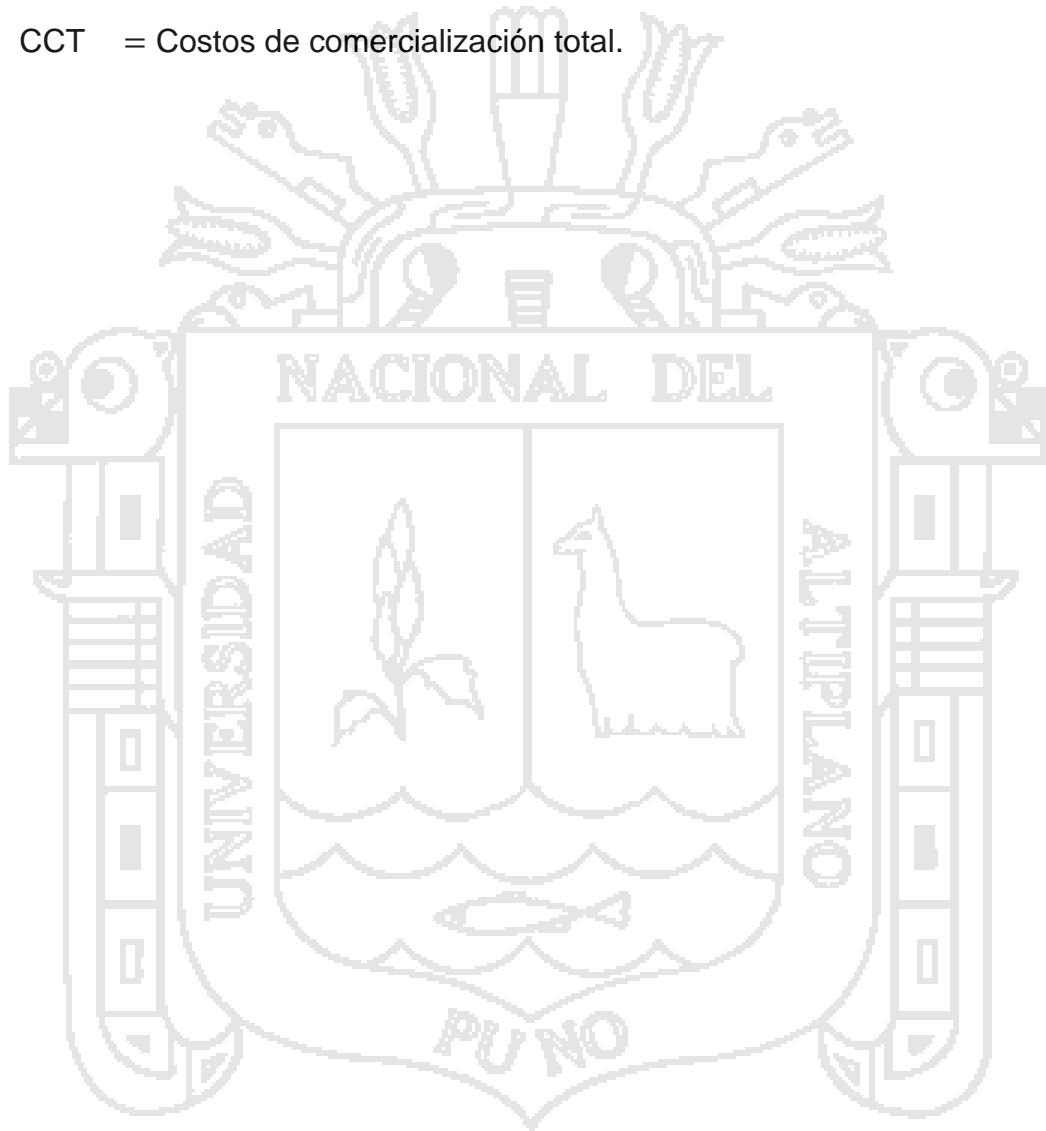 CCT = Costos de comercialización total.
NACIONAL DEL
UNIVERSIDAD
ALTIPLANO
PUNO